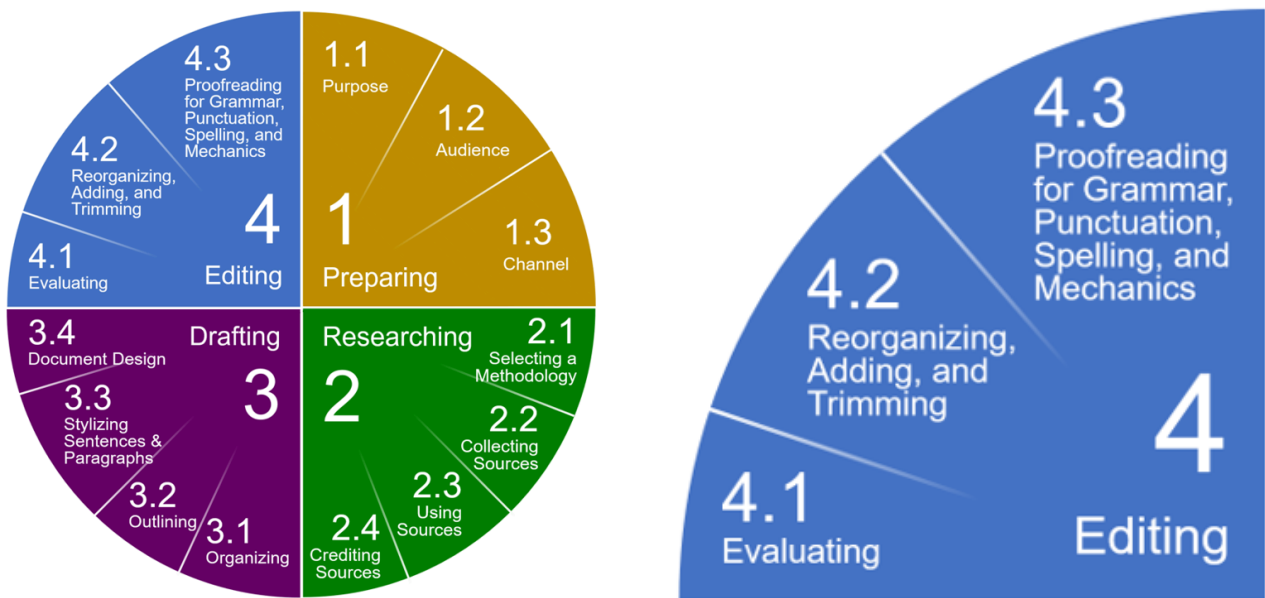 4.3
Proofreading
for Grammar,
Punctuation,
Spelling, and
Mechanics
4.2
Reorganizing,
Adding, and
Trimming
4.1
Evaluating
4
Editing
1.1
Purpose
1.2
Audience
1.3
Channel
1
Preparing
Drafting
3
3.4
Document Design
3.3
Stylizing
Sentences &
Paragraphs
3.2
Outlining
3.1
Organizing
Researching
2
2.1
Selecting a
Methodology
2.2
Collecting
Sources
2.3
Using
Sources
2.4
Crediting
Sources
4.3
Proofreading
for Grammar,
Punctuation,
Spelling, and
Mechanics
4.2
Reorganizing,
Adding, and
Trimming
4.1
Evaluating
4
Editing